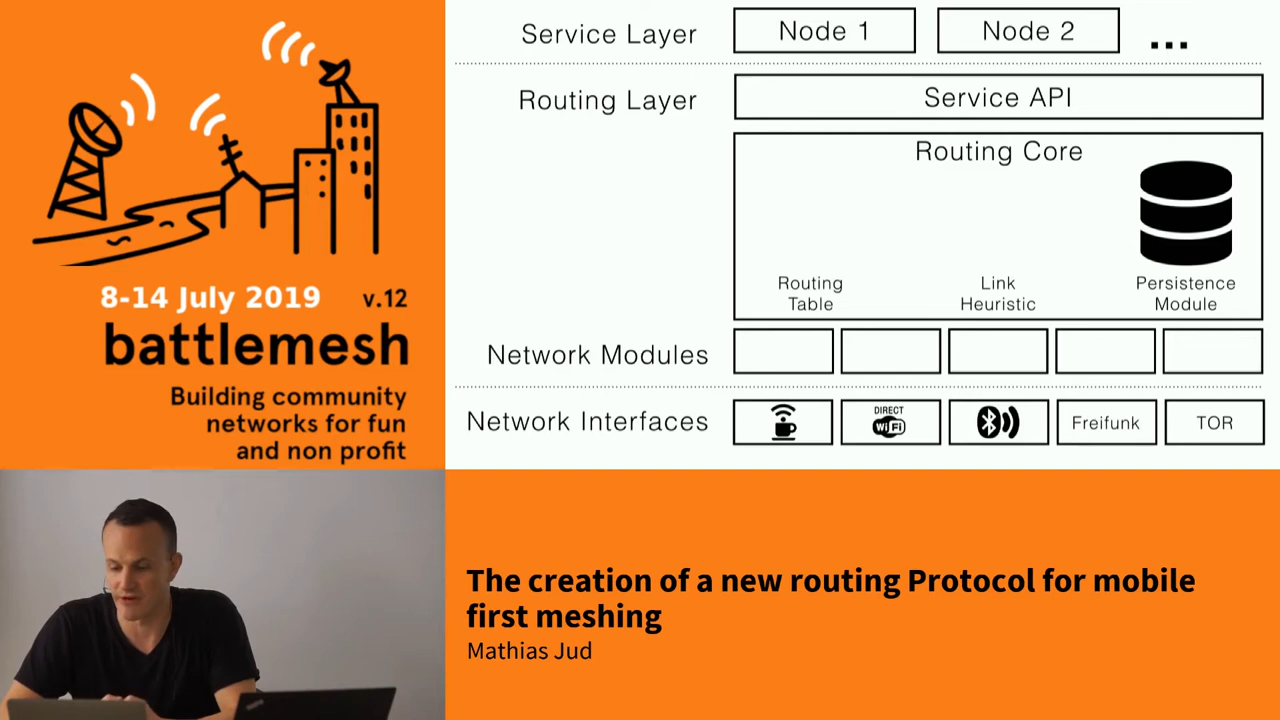 8-14 July 2019 v.12
battlemesh
Building community
networks for fun
and non profit
Service Layer
Node 1
Node 2
...
Routing Layer
Service API
Routing Core
Routing
Table
Link
Heuristic
Persistence
Module
Network Modules
Network Interfaces
DIRECT
WiFi
Freifunk
TOR
The creation of a new routing Protocol for mobile
first meshing
Mathias Jud